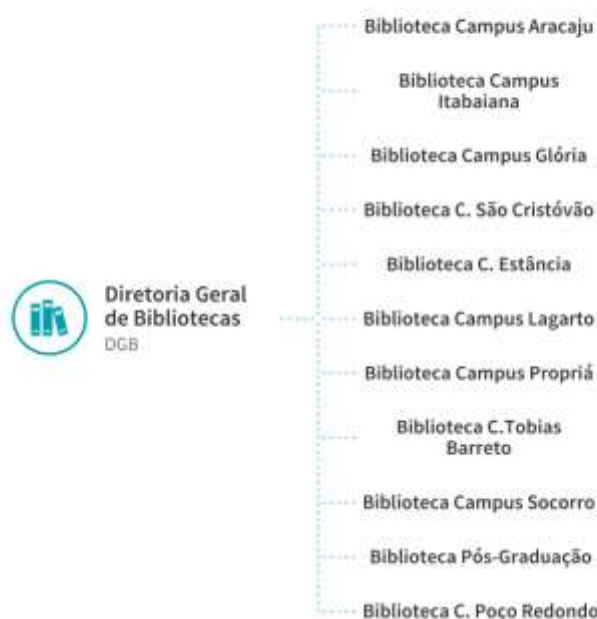 Biblioteca Campus Aracaju
Biblioteca Campus
Itabaiana
Biblioteca Campus Glória
Biblioteca C. São Cristóvão
Biblioteca C. Estância
Diretoria Geral
de Bibliotecas
DGB
Biblioteca Campus Lagarto
Biblioteca Campus Propriá
Biblioteca C.Tobias
Barreto
Biblioteca Campus Socorro
Biblioteca Pós-Graduação
Biblioteca C. Poço Redondo